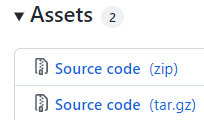 Assets 2
Source code (zip)
Source code (tar.gz)